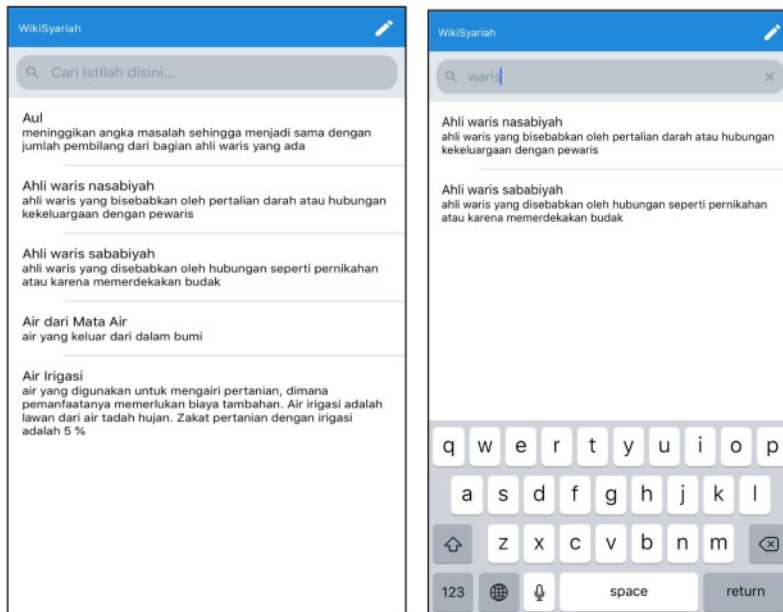 WikiSyariah
Cari Istilah disini...
Aul
meninggikan angka masalah sehingga menjadi sama dengan
jumlah pembilang dari bagian ahli waris yang ada
Ahli waris nasabiyah
ahli waris yang bisebabkan oleh pertalian darah atau hubungan
kekeluargaan dengan pewaris
Ahli waris sababiyah
ahli waris yang disebabkan oleh hubungan seperti pernikahan
atau karena memerdekakan budak
Air dari Mata Air
air yang keluar dari dalam bumi
Air Irigasi
air yang digunakan untuk mengairi pertanian, dimana
pemanfaatanya memerlukan biaya tambahan. Air irigasi adalah
lawan dari air tadah hujan. Zakat pertanian dengan irigasi
adalah 5 %
WikiSyariah
waris
Ahli waris nasabiyah
ahli waris yang bisebabkan oleh pertalian darah atau hubungan
kekeluargaan dengan pewaris
Ahli waris sababiyah
ahli waris yang disebabkan oleh hubungan seperti pernikahan
atau karena memerdekakan budak
q w e r t y u i o p
a s d f g h j k l
z x c v b n m
123 space return